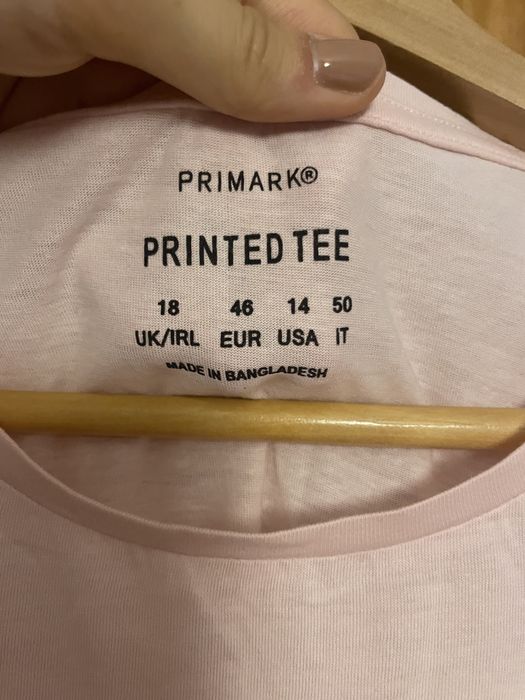 PRIMARK®
PRINTED TEE
18 46 14 50
UK/IRL EUR USA IT
MADE IN BANGLADESH